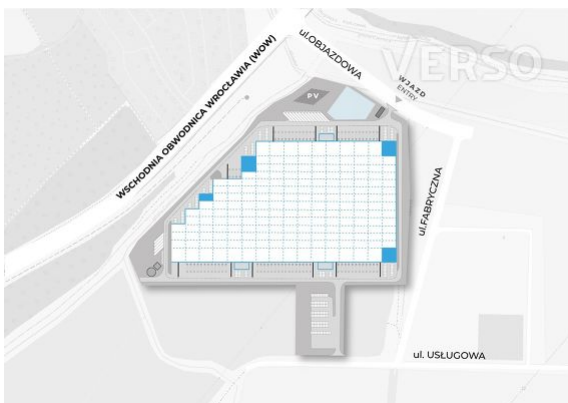 VERSO
ul.OBJAZDOWA
WSCHODNIA OBWODNICA WROCŁAWIA (WOW)
WJAZD
ENTRY
PV
ul.FABRYCZNA
ul. USŁUGOWA